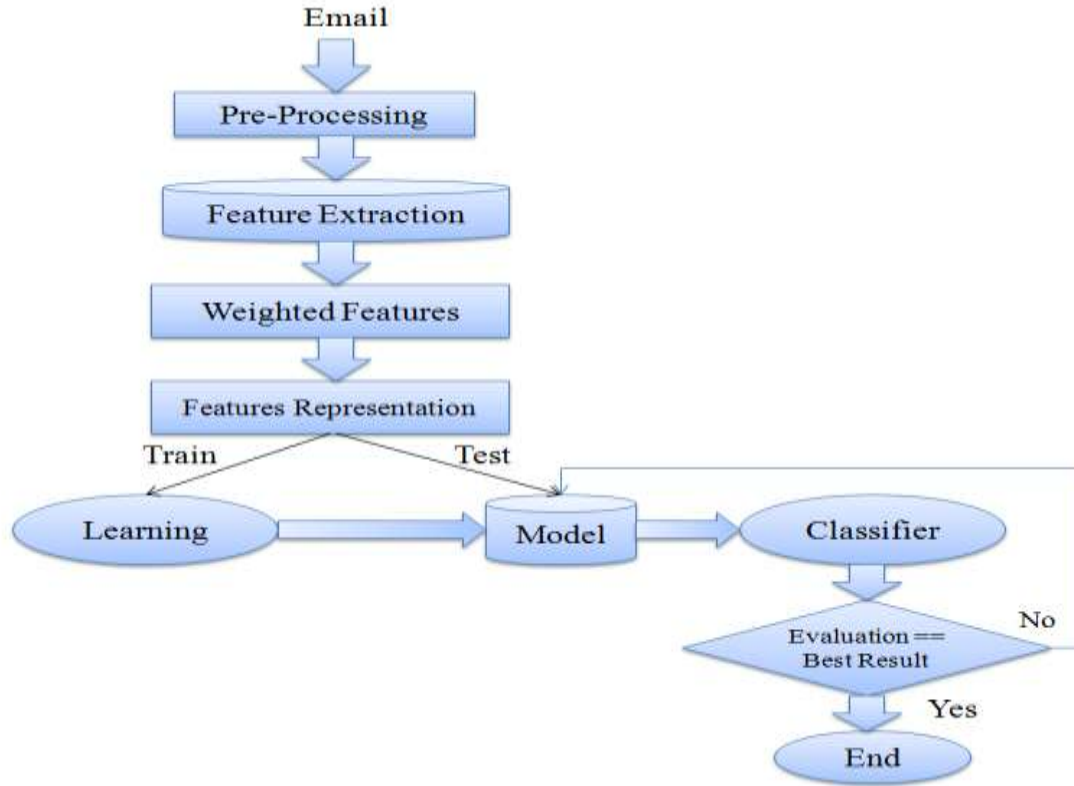 Email
Pre-Processing
Feature Extraction
Weighted Features
Features Representation
Train
Test
Learning
Model
Classifier
Evaluation ==
Best Result
No
Yes
End